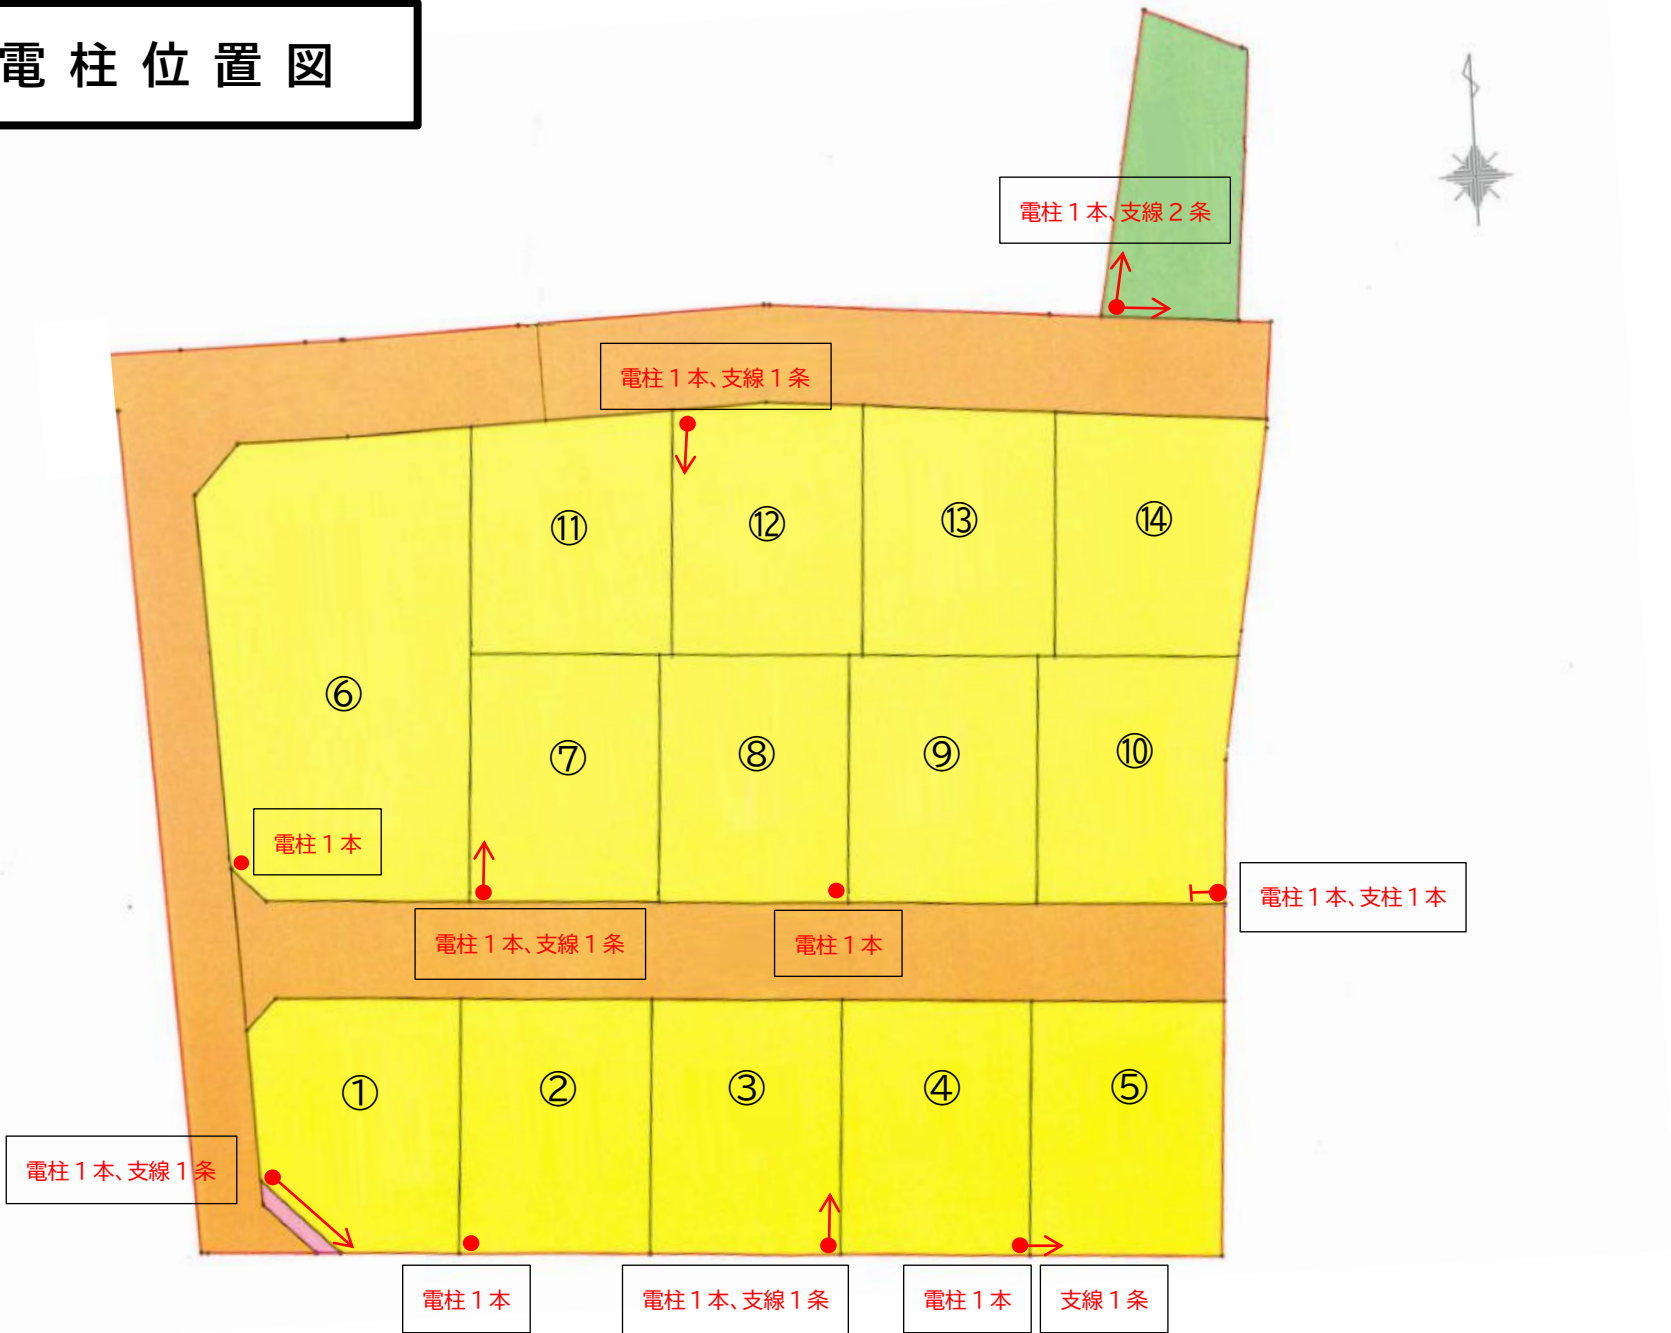 電柱位置図
電柱1本、支線2条
電柱1本、支線1条
⑪
⑫
⑬
⑭
⑥
⑦
⑧
⑨
⑩
電柱1本
電柱1本、支柱1本
電柱1本、支線1条
電柱1本
①
②
③
④
⑤
電柱1本、支線1条
電柱1本
電柱1本、支線1条
電柱1本
支線1条